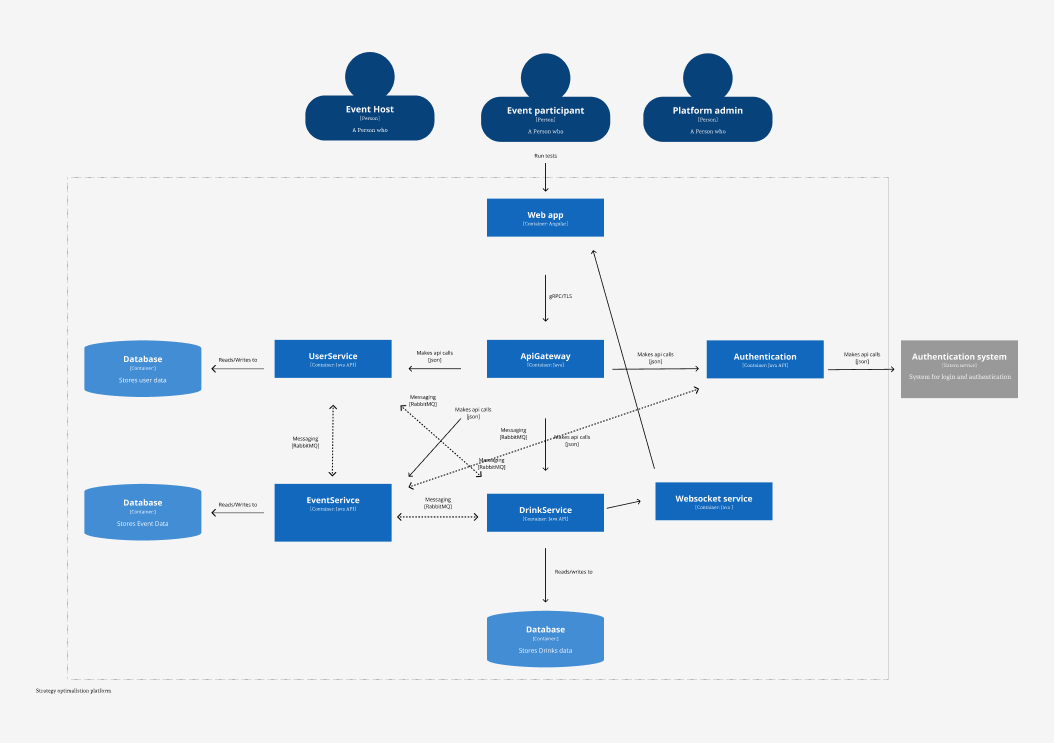 Event Host
[Person]
A Person who
Event participant
[Person]
A Person who
Platform admin
[Person]
A Person who
Run tests
Web app
[Container: Angular]
gRPC/TLS
Database
[Container:]
Stores user data
Reads/Writes to
UserService
[Container: Java API]
Makes api calls
[json]
ApiGateway
[Container: Java]
Makes api calls
[json]
Authentication
[Container: Java API]
Makes api calls
[json]
Authentication system
[Extern service]
System for login and authentication
Messaging
[RabbitMQ]
Makes api calls
[json]
Messaging
[RabbitMQ]
Messaging
[RabbitMQ]
Makes api calls
[json]
Messaging
[RabbitMQ]
Database
[Container:]
Stores Event Data
Reads/Writes to
EventSerivce
[Container: Java API]
Messaging
[RabbitMQ]
DrinkService
[Container: Java API]
Websocket service
[Container: Java ]
Reads/writes to
Database
[Container:]
Stores Drinks data
Strategy optimalistion platform